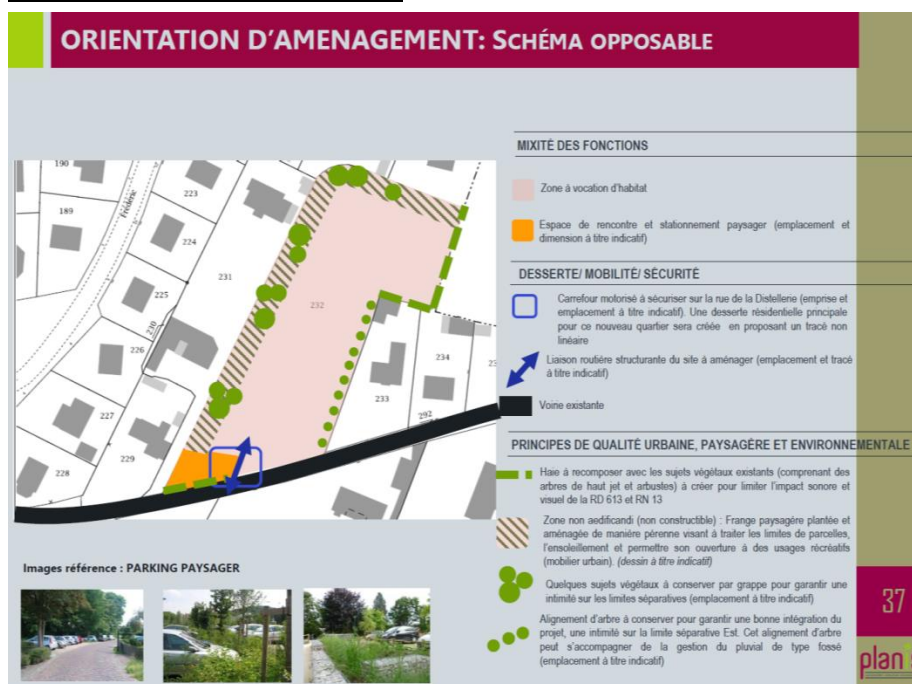 ORIENTATION D'AMENAGEMENT: SCHÉMA OPPOSABLE
MIXITÉ DES FONCTIONS
Zone à vocation d'habitat
Espace de rencontre et stationnement paysager (emplacement et
dimension à titre indicatif)
DESSERTE/ MOBILITÉ/ SÉCURITÉ
Carrefour motorisé à sécuriser sur la rue de la Distellerie (emprise et
emplacement à titre indicatif). Une desserte résidentielle principale
pour ce nouveau quartier sera créée en proposant un tracé non
linéaire
Liaison routière structurante du site à aménager (emplacement et tracé
à titre indicatif)
Voirie existante
PRINCIPES DE QUALITÉ URBAINE, PAYSAGÈRE ET ENVIRONNEMENTALE
Haie à recomposer avec les sujets végétaux existants (comprenant des
arbres de haut jet et arbustes) à créer pour limiter l'impact sonore et
visuel de la RD 613 et RN 13
Zone non aedificandi (non constructible) : Frange paysagère plantée et
aménagée de manière pérenne visant à traiter les limites de parcelles,
l'ensoleillement et permettre son ouverture à des usages récréatifs
(mobilier urbain). (dessin à titre indicatif)
Quelques sujets végétaux à conserver par grappe pour garantir une
intimité sur les limites séparatives (emplacement à titre indicatif)
Alignement d'arbre à conserver pour garantir une bonne intégration du
projet, une intimité sur la limite séparative Est. Cet alignement d'arbre
peut s'accompagner de la gestion du pluvial de type fossé
(emplacement à titre indicatif)
190
189
Frédéric
223
224
225
210
226
227
228
229
231
232
233
234
292
Images référence : PARKING PAYSAGER
37
plan